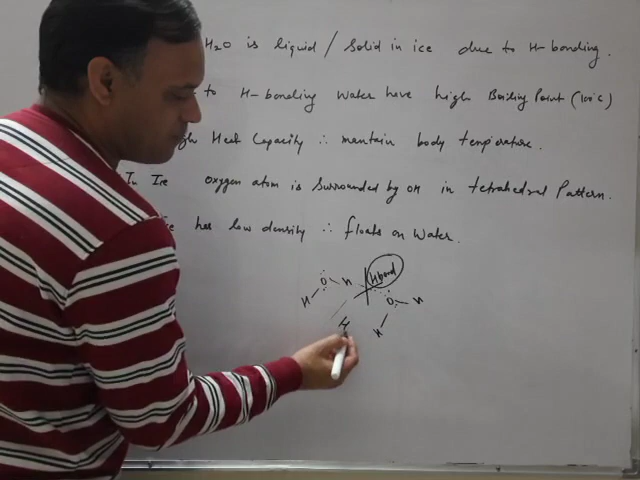 H2O is liquid / solid in ice due to H-bonding.
to H-bonding water have high Boiling Point (100°C)
gh Heat Capacity ∴ mantain body temperature.
In Ice oxygen atom is surrounded by OH in tetrahedral Pattern.
has low density ∴ floats on water.
H bond
O H
H
O H
H
H